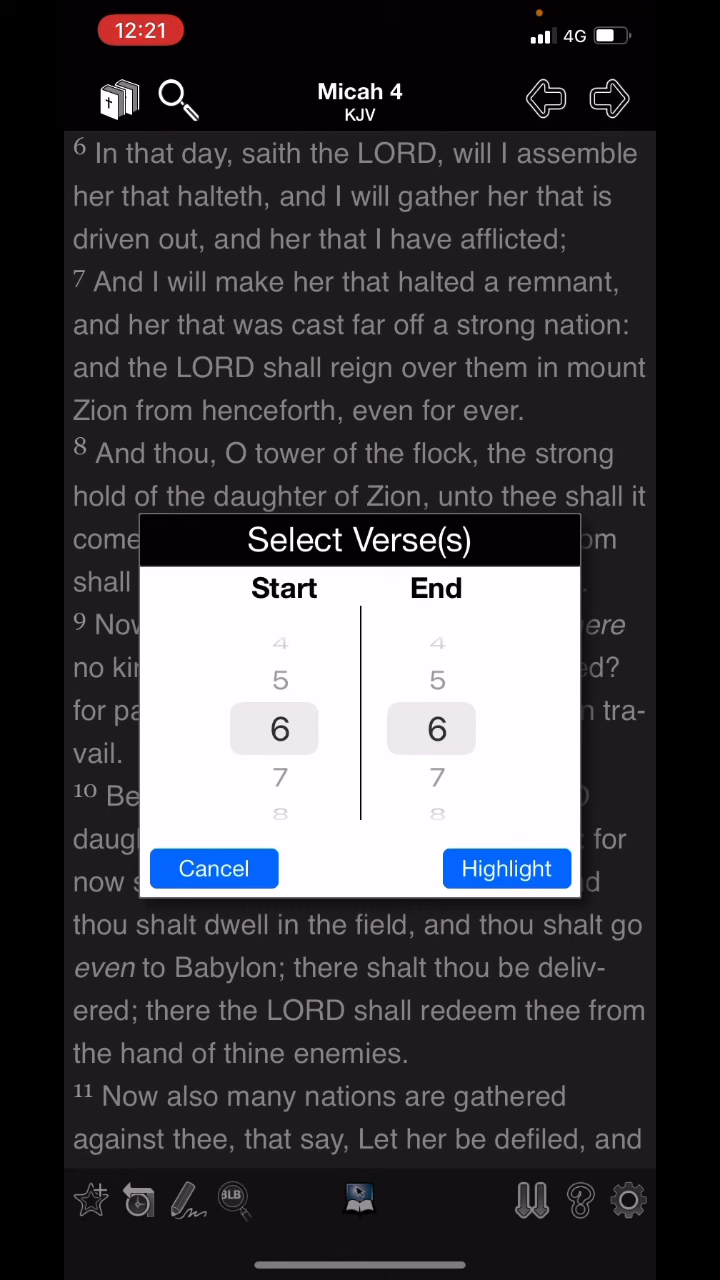 12:21
4G
Micah 4
KJV
6 In that day, saith the LORD, will I assemble
her that halteth, and I will gather her that is
driven out, and her that I have afflicted;
7 And I will make her that halted a remnant,
and her that was cast far off a strong nation:
and the LORD shall reign over them in mount
Zion from henceforth, even for ever.
8 And thou, O tower of the flock, the strong
hold of the daughter of Zion, unto thee shall it
come
shall
9
no
for
vail.
10
now
Select Verse(s)
Start End
4 4
5 5
6 6
7 7
8 8
Cancel Highlight
for
thou shalt dwell in the field, and thou shalt go
even to Babylon; there shalt thou be deliv-
ered; there the LORD shall redeem thee from
the hand of thine enemies.
11 Now also many nations are gathered
against thee, that say, Let her be defiled, and
BLB